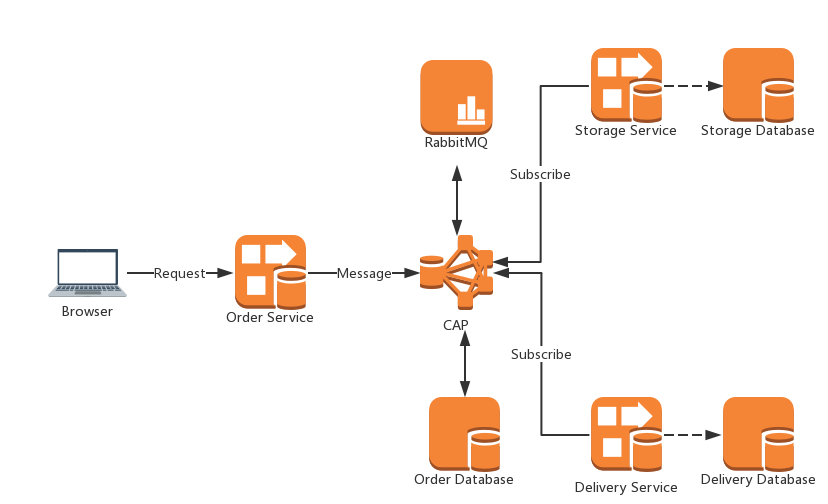 RabbitMQ
Storage Service
Storage Database
Subscribe
Request
Message
Browser
Order Service
CAP
Subscribe
Order Database
Delivery Service
Delivery Database